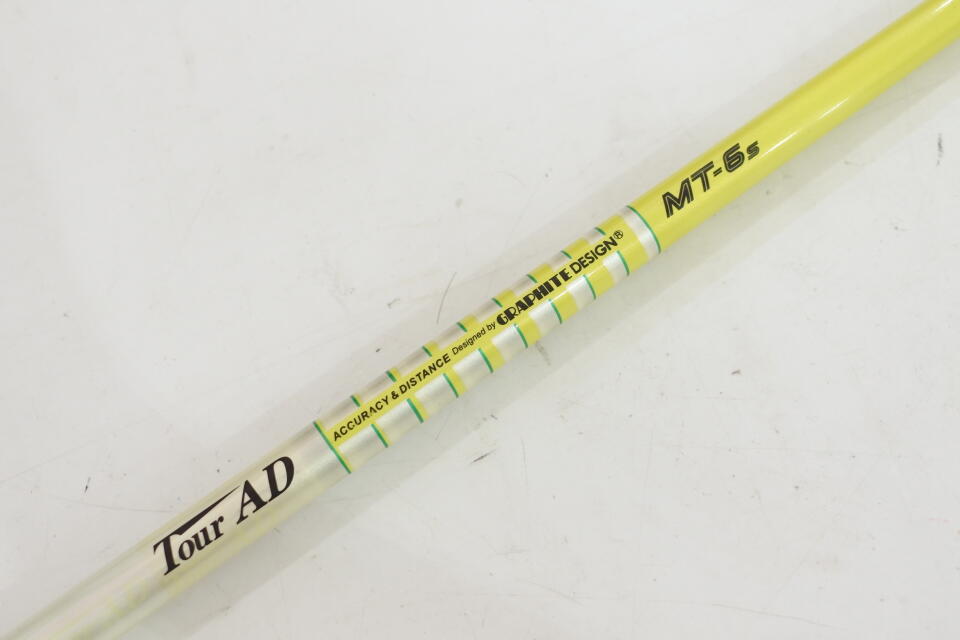 Tour AD
ACCURACY & DISTANCE Designed by GRAPHITE DESIGN®
MT-6s